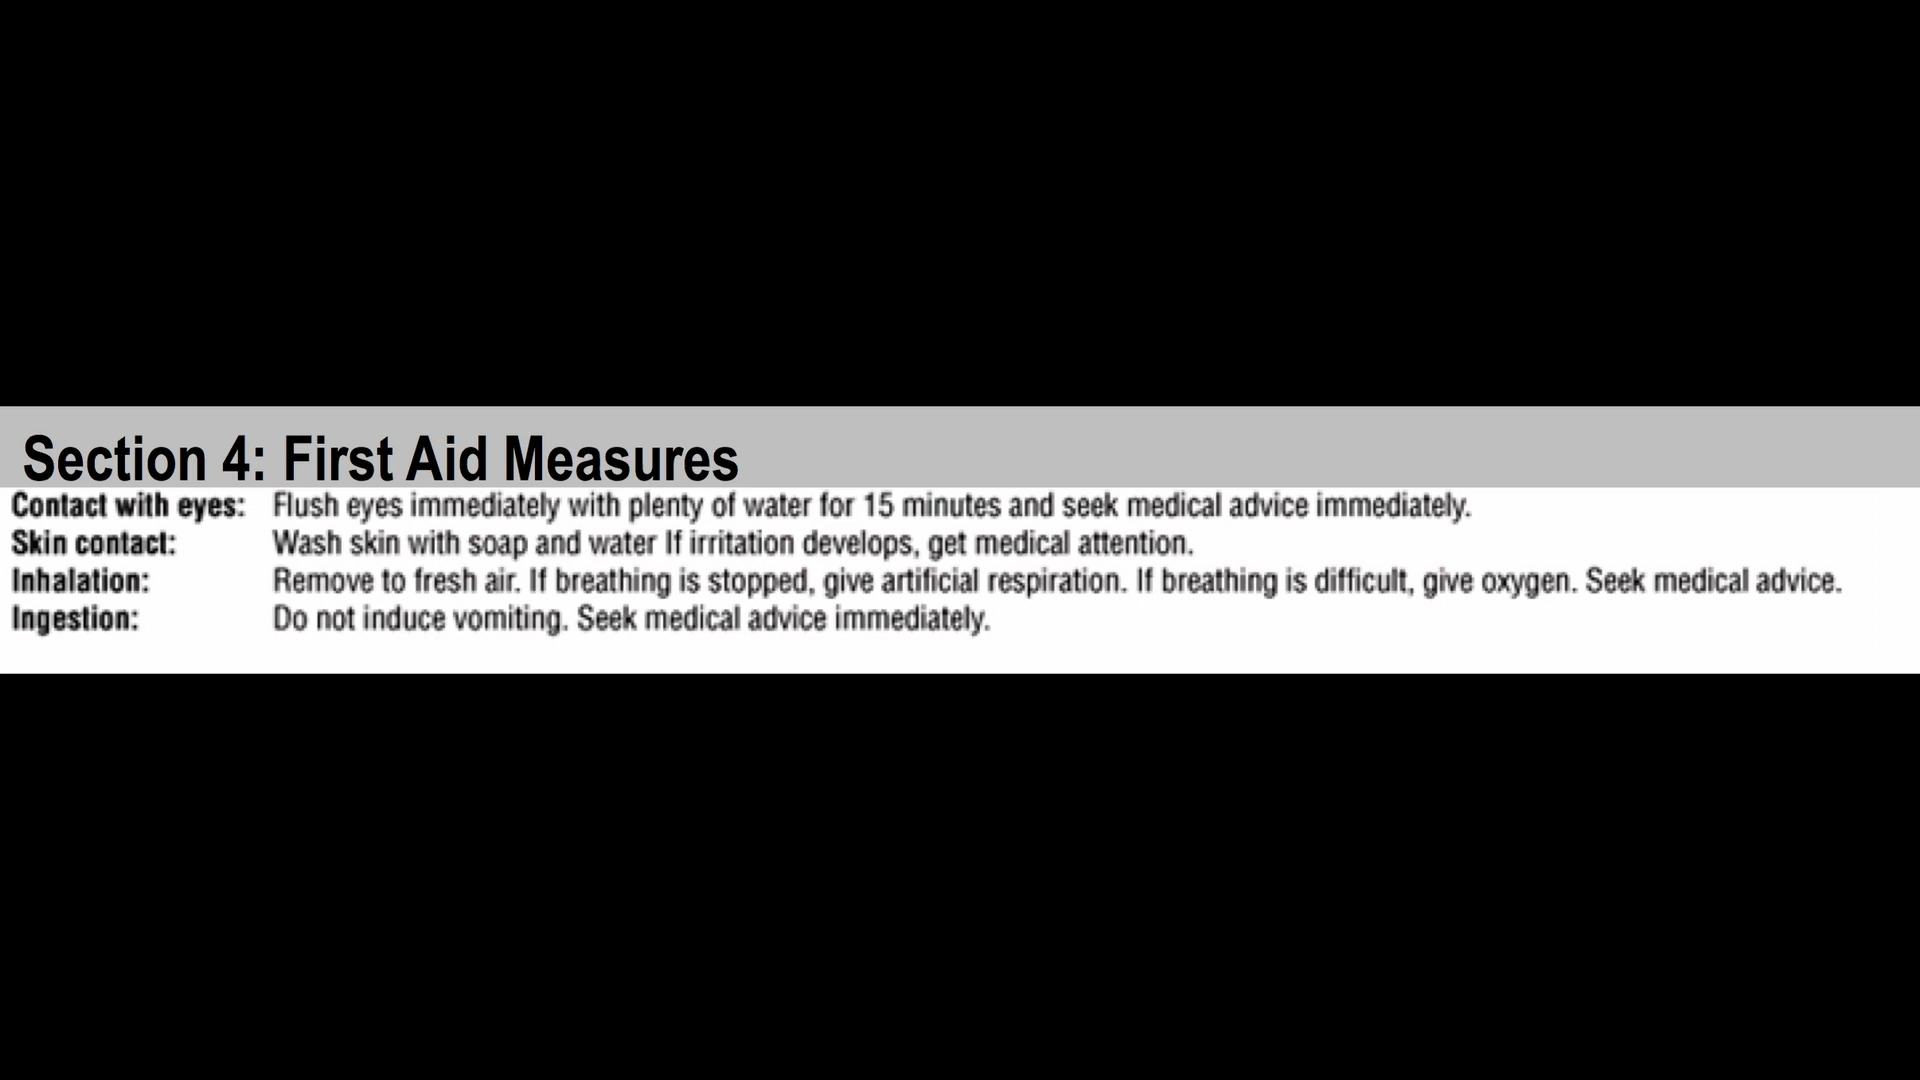 Section 4: First Aid Measures
Contact with eyes: Flush eyes immediately with plenty of water for 15 minutes and seek medical advice immediately.
Skin contact: Wash skin with soap and water If irritation develops, get medical attention.
Inhalation: Remove to fresh air. If breathing is stopped, give artificial respiration. If breathing is difficult, give oxygen. Seek medical advice.
Ingestion: Do not induce vomiting. Seek medical advice immediately.